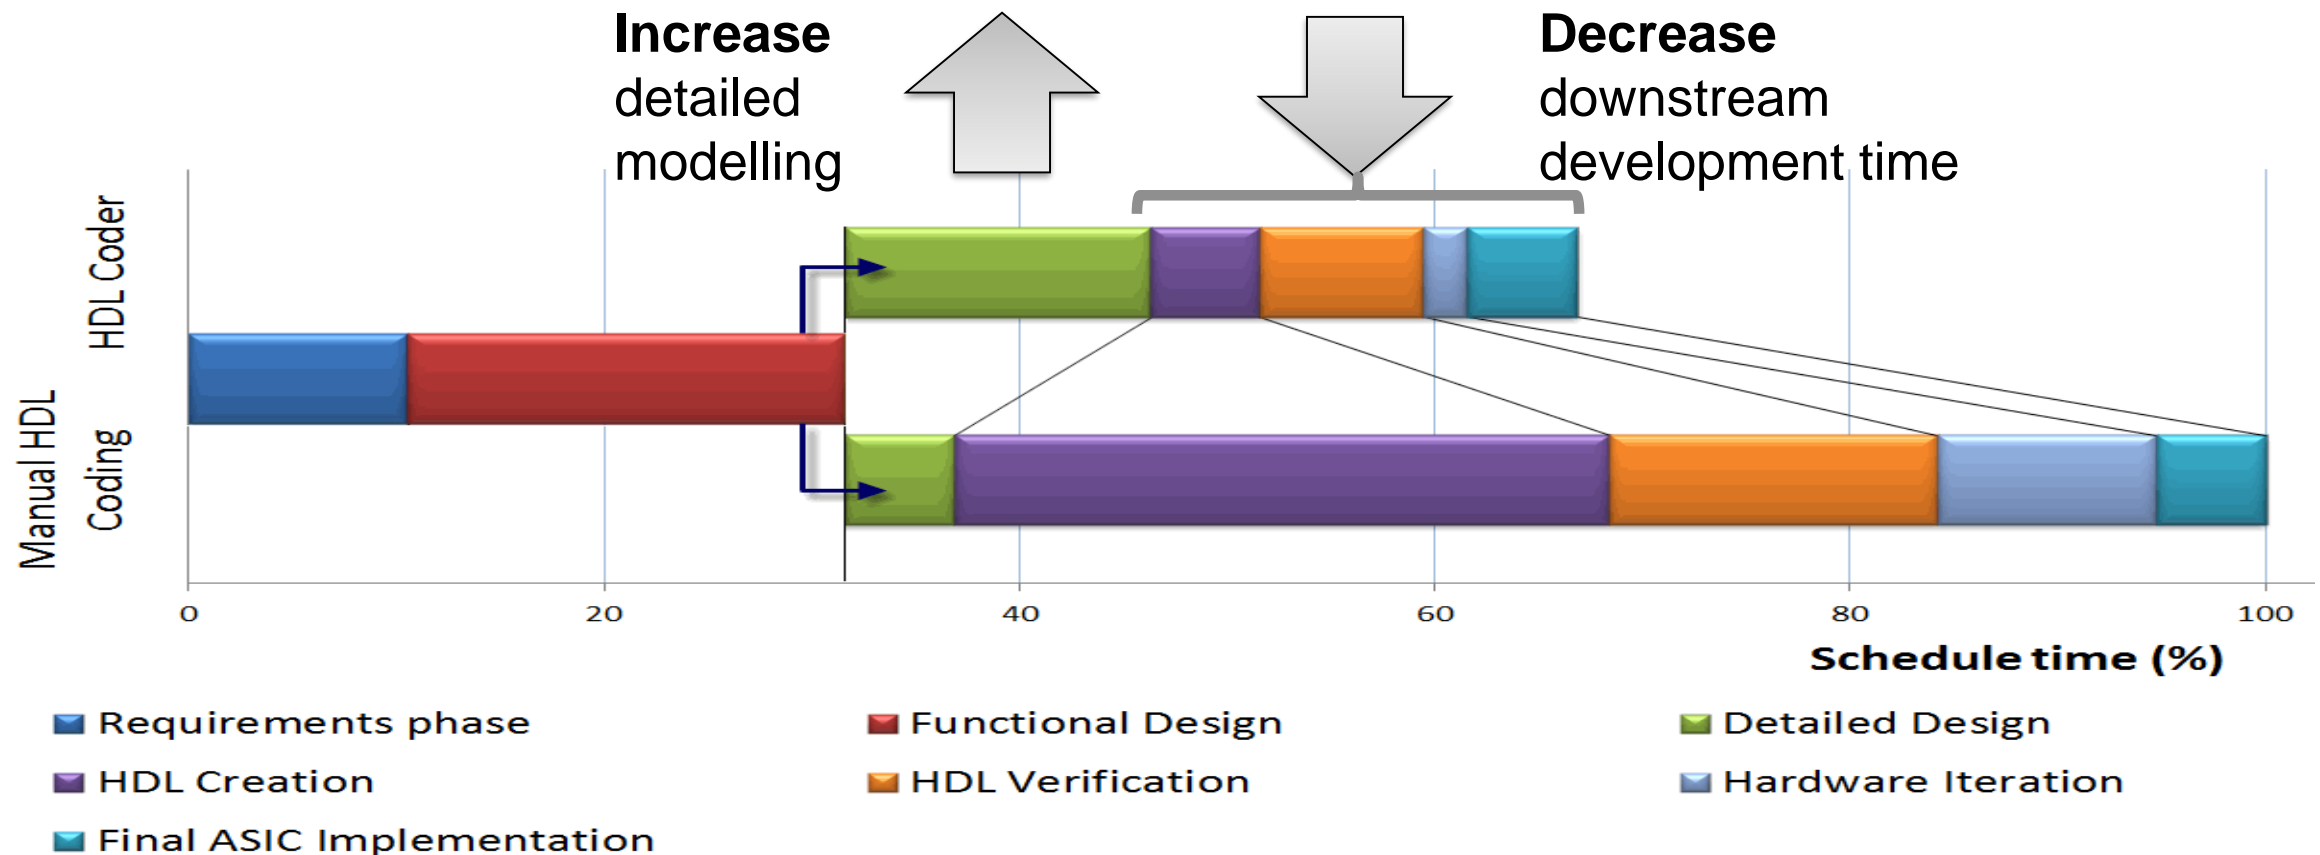 Increase
detailed
modelling
Decrease
downstream
development time
HDL Coder
Manual HDL
Coding
0
20
40
60
80
100
Schedule time (%)
Requirements phase
Functional Design
Detailed Design
HDL Creation
HDL Verification
Hardware Iteration
Final ASIC Implementation